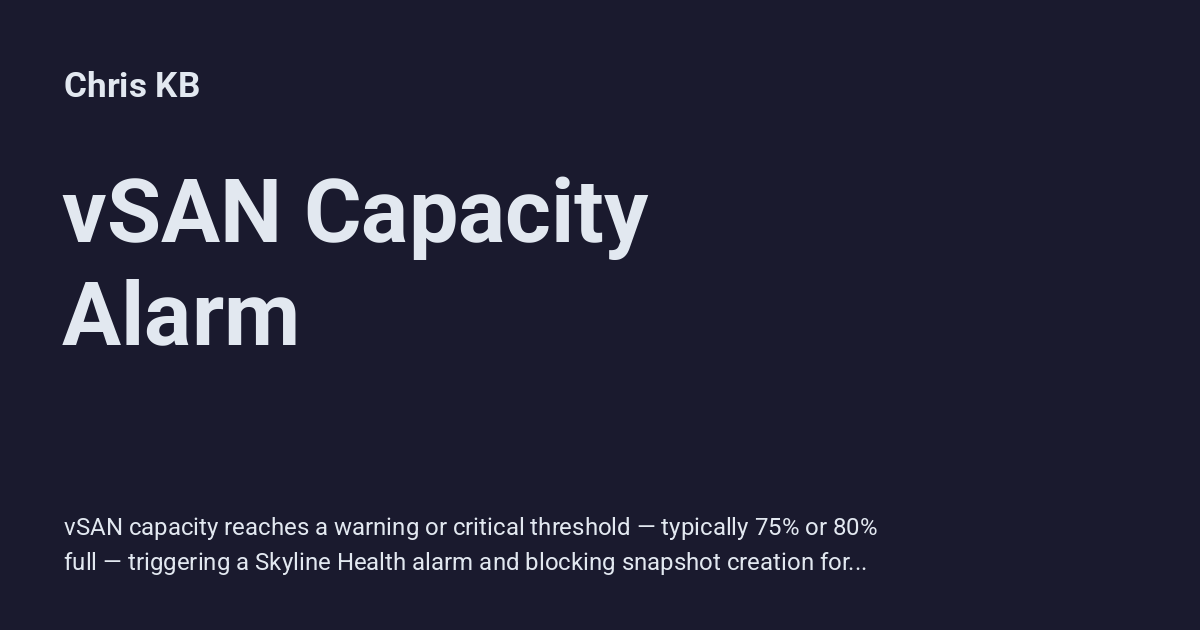 Chris KB
vSAN Capacity
Alarm
vSAN capacity reaches a warning or critical threshold — typically 75% or 80%
full — triggering a Skyline Health alarm and blocking snapshot creation for...